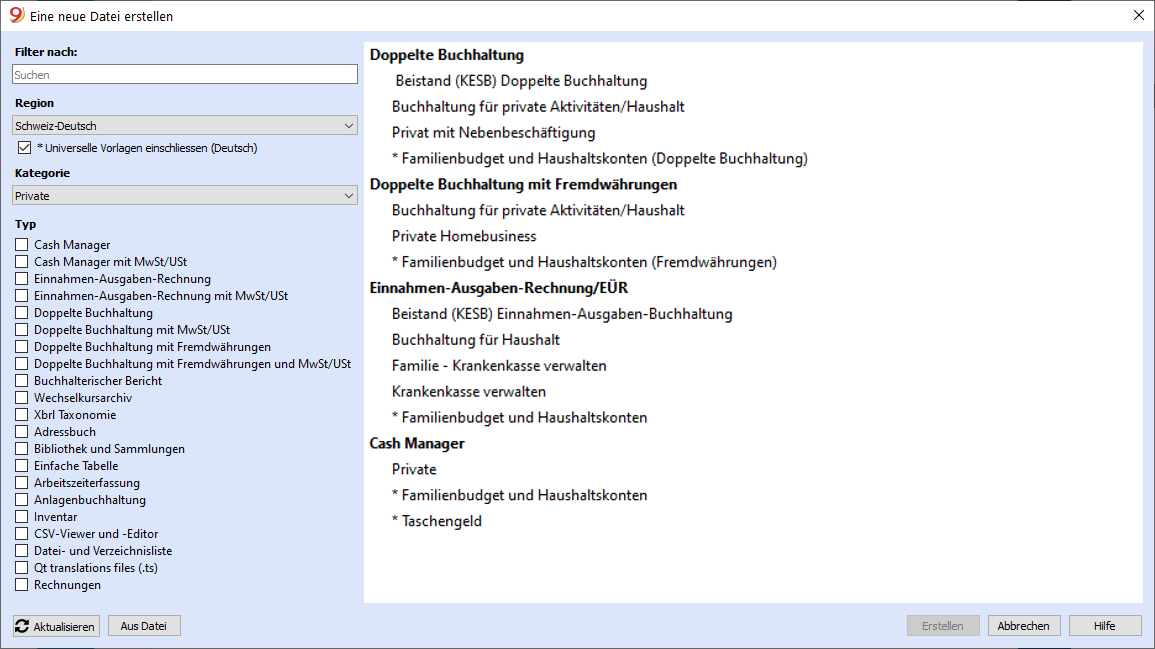 Eine neue Datei erstellen
Filter nach:
Suchen
Region
Schweiz-Deutsch
* Universelle Vorlagen einschliessen (Deutsch)
Kategorie
Private
Typ
Cash Manager
Cash Manager mit MwSt/USt
Einnahmen-Ausgaben-Rechnung
Einnahmen-Ausgaben-Rechnung mit MwSt/USt
Doppelte Buchhaltung
Doppelte Buchhaltung mit MwSt/USt
Doppelte Buchhaltung mit Fremdwährungen
Doppelte Buchhaltung mit Fremdwährungen und MwSt/USt
Buchhalterischer Bericht
Wechselkursarchiv
Xbrl Taxonomie
Adressbuch
Bibliothek und Sammlungen
Einfache Tabelle
Arbeitszeiterfassung
Anlagenbuchhaltung
Inventar
CSV-Viewer und -Editor
Datei- und Verzeichnisliste
Qt translations files (.ts)
Rechnungen
Doppelte Buchhaltung
Beistand (KESB) Doppelte Buchhaltung
Buchhaltung für private Aktivitäten/Haushalt
Privat mit Nebenbeschäftigung
* Familienbudget und Haushaltskonten (Doppelte Buchhaltung)
Doppelte Buchhaltung mit Fremdwährungen
Buchhaltung für private Aktivitäten/Haushalt
Private Homebusiness
* Familienbudget und Haushaltskonten (Fremdwährungen)
Einnahmen-Ausgaben-Rechnung/EÜR
Beistand (KESB) Einnahmen-Ausgaben-Buchhaltung
Buchhaltung für Haushalt
Familie - Krankenkasse verwalten
Krankenkasse verwalten
* Familienbudget und Haushaltskonten
Cash Manager
Private
* Familienbudget und Haushaltskonten
* Taschengeld
Aktualisieren
Aus Datei
Erstellen
Abbrechen
Hilfe